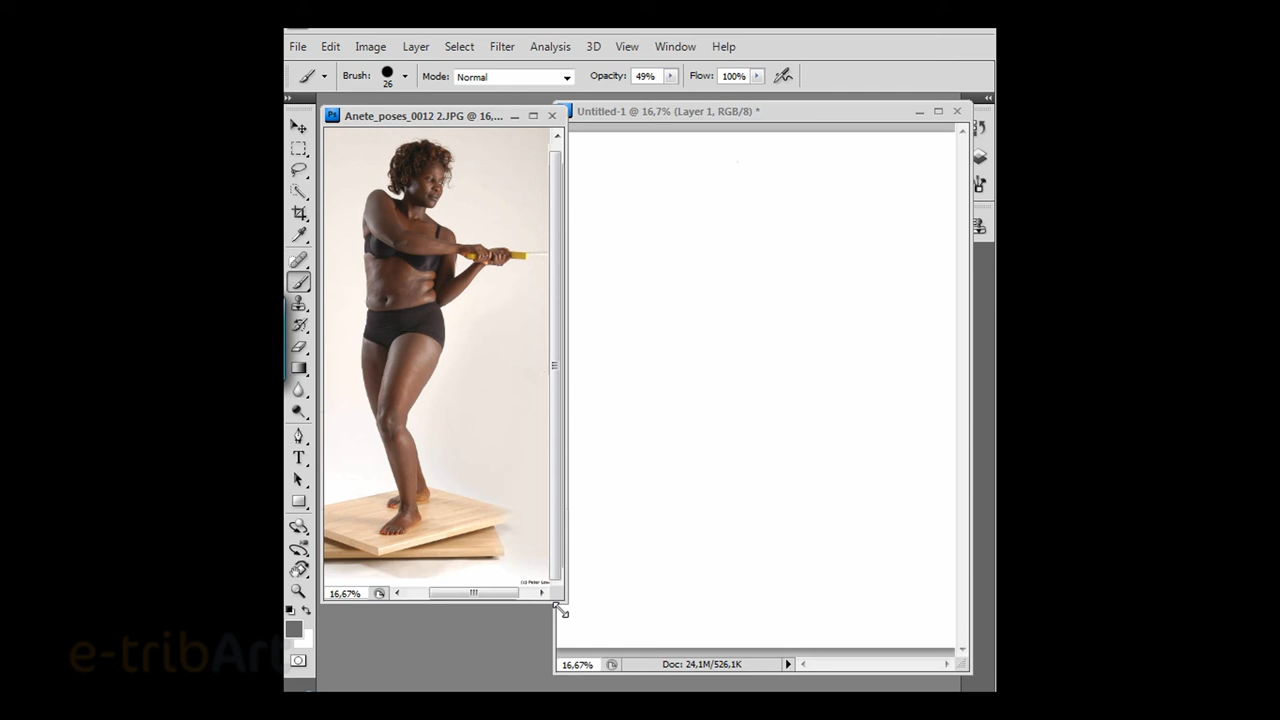 File Edit Image Layer Select Filter Analysis 3D View Window Help
Brush: 26 Mode: Normal Opacity: 49% Flow: 100%
Ps Anete_poses_0012 2.JPG @ 16,...
Untitled-1 @ 16,7% (Layer 1, RGB/8) *
T
16,67%
16,67% Doc: 24,1M/526,1K
e-tribArt